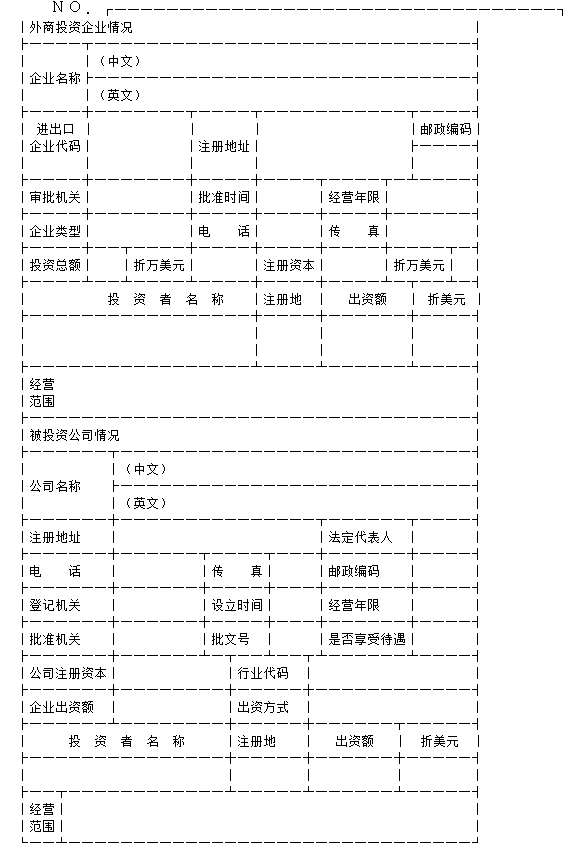 ＮＯ．
外商投资企业情况
企业名称
（中文）
（英文）
进出口
企业代码
注册地址
邮政编码
审批机关 批准时间 经营年限
企业类型 电　　话 传　　真
投资总额 折万美元 注册资本 折万美元
投　资　者　名　称 注册地 出资额 折美元
经营
范围
被投资公司情况
公司名称
（中文）
（英文）
注册地址 法定代表人
电　　话 传　　真 邮政编码
登记机关 设立时间 经营年限
批准机关 批文号 是否享受待遇
公司注册资本 行业代码
企业出资额 出资方式
投　资　者　名　称 注册地 出资额 折美元
经营
范围